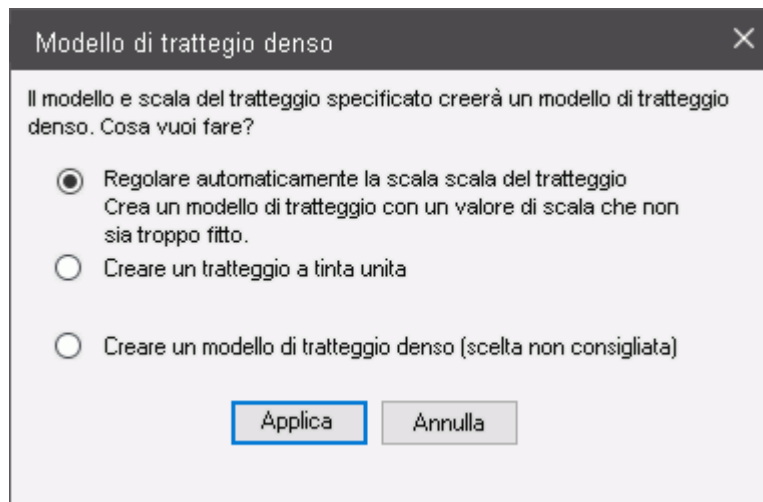 Modello di trattegio denso
Il modello e scala del tratteggio specificato creerà un modello di tratteggio
denso. Cosa vuoi fare?
Regolare automaticamente la scala scala del tratteggio
Crea un modello di tratteggio con un valore di scala che non
sia troppo fitto.
Creare un tratteggio a tinta unita
Creare un modello di tratteggio denso (scelta non consigliata)
Applica
Annulla